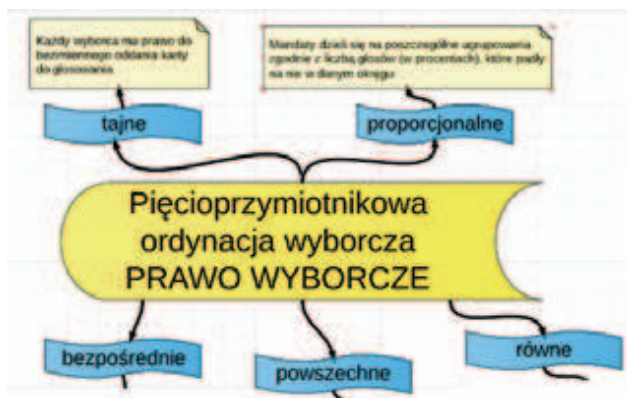 Każdy wyborca ma prawo do
bezimiennego oddania karty
do głosowania.
Mandaty dzieli się na poszczególne ugrupowania
zgodnie z liczbą głosów (w procentach), które padły
na nie w danym okręgu
tajne
proporcjonalne
Pięcioprzymiotnikowa
ordynacja wyborcza
PRAWO WYBORCZE
bezpośrednie
powszechne
równe